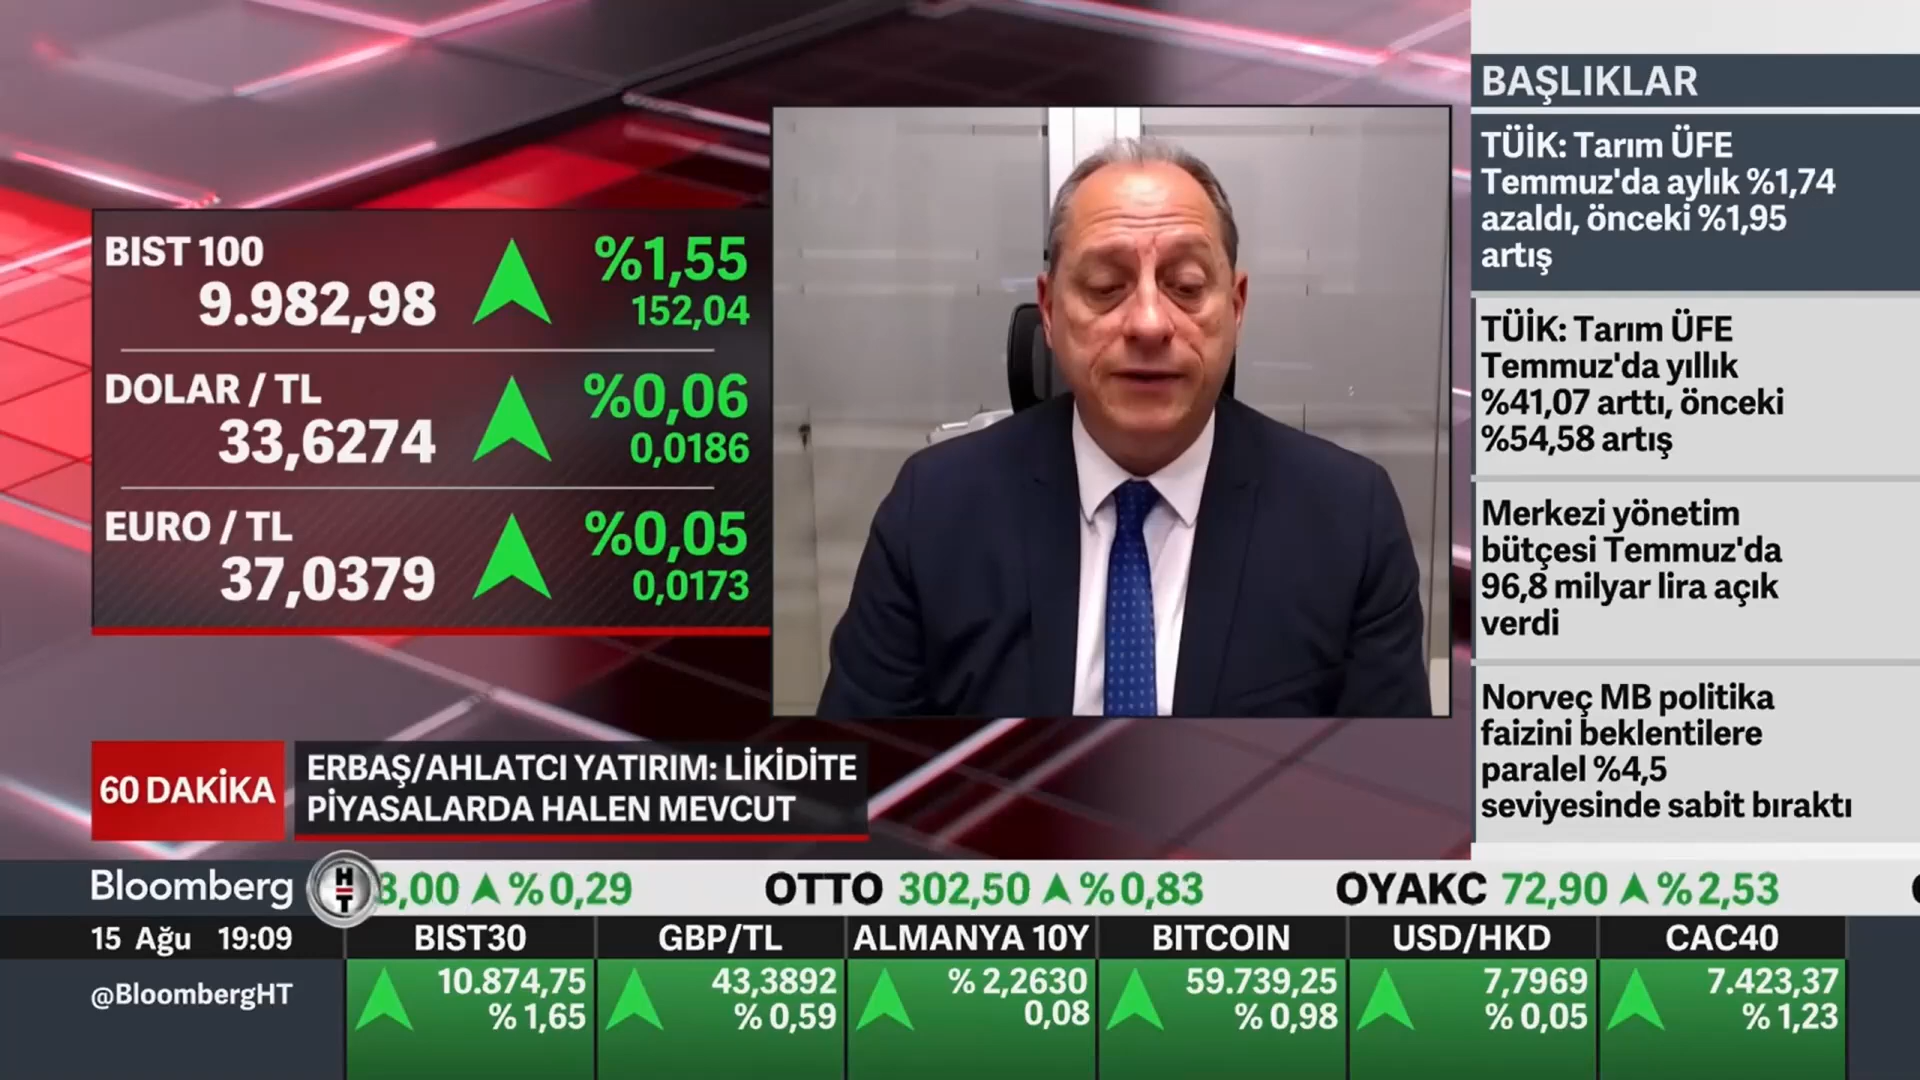 BAŞLIKLAR
TÜİK: Tarım ÜFE
Temmuz'da aylık %1,74
azaldı, önceki %1,95
artış
TÜİK: Tarım ÜFE
Temmuz'da yıllık
%41,07 arttı, önceki
%54,58 artış
Merkezi yönetim
bütçesi Temmuz'da
96,8 milyar lira açık
verdi
Norveç MB politika
faizini beklentilere
paralel %4,5
seviyesinde sabit bıraktı
BIST 100
9.982,98 %1,55
152,04
DOLAR / TL
33,6274 %0,06
0,0186
EURO / TL
37,0379 %0,05
0,0173
60 DAKİKA
ERBAŞ/AHLATCI YATIRIM: LİKİDİTE
PİYASALARDA HALEN MEVCUT
Bloomberg HT
3,00 %0,29 OTTO 302,50 %0,83 OYAKC 72,90 %2,53
15 Ağu 19:09
@BloombergHT
BIST30
10.874,75
% 1,65
GBP/TL
43,3892
% 0,59
ALMANYA 10Y
% 2,2630
0,08
BITCOIN
59.739,25
% 0,98
USD/HKD
7,7969
% 0,05
CAC40
7.423,37
% 1,23